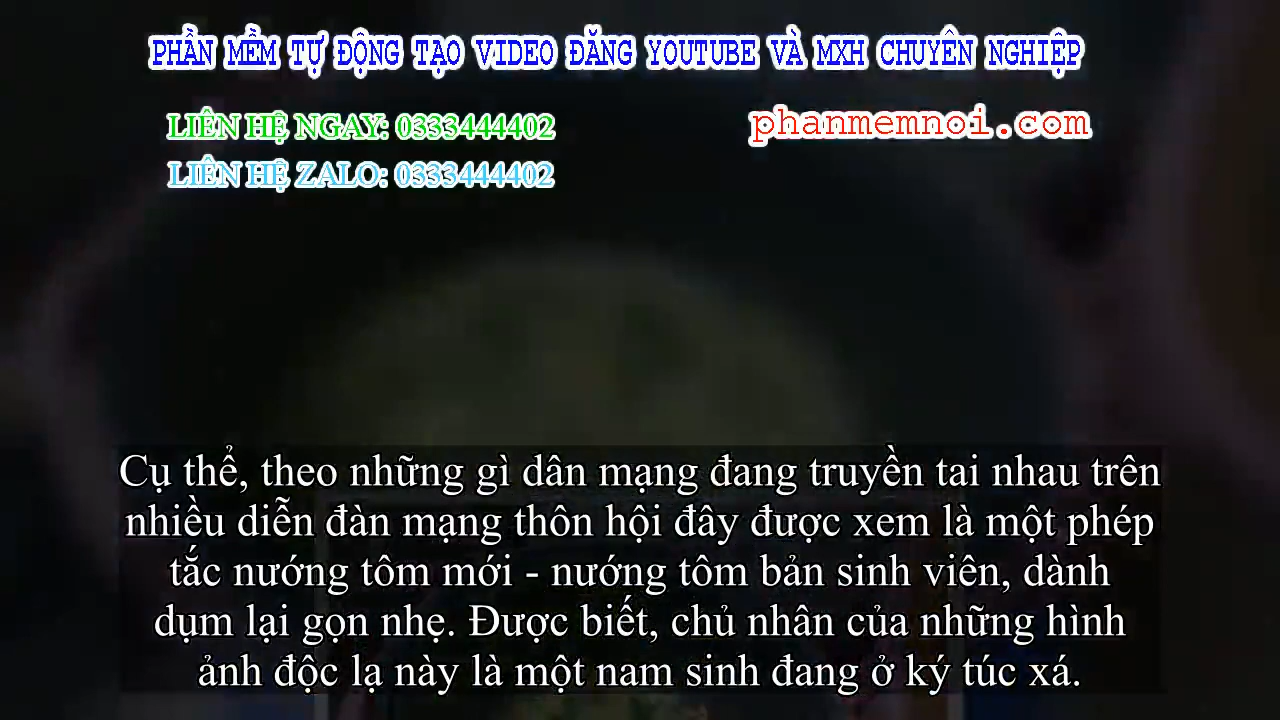 PHẦN MỀM TỰ ĐỘNG TẠO VIDEO ĐĂNG YOUTUBE VÀ MXH CHUYÊN NGHIỆP
LIÊN HỆ NGAY: 0333444402
phanmemnoi.com
LIÊN HỆ ZALO: 0333444402
Cụ thể, theo những gì dân mạng đang truyền tai nhau trên
nhiều diễn đàn mạng thôn hội đây được xem là một phép
tắc nướng tôm mới - nướng tôm bản sinh viên, dành
dụm lại gọn nhẹ. Được biết, chủ nhân của những hình
ảnh độc lạ này là một nam sinh đang ở ký túc xá.